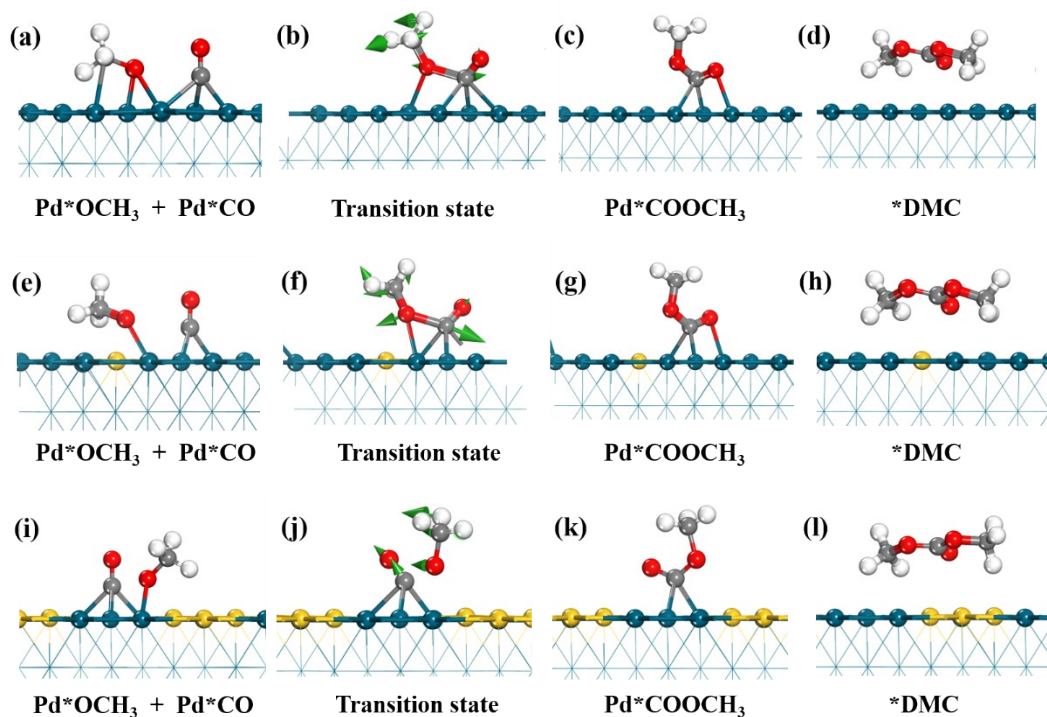 (a) (b) (c) (d)
Pd*OCH₃ + Pd*CO Transition state Pd*COOCH₃ *DMC
(e) (f) (g) (h)
Pd*OCH₃ + Pd*CO Transition state Pd*COOCH₃ *DMC
(i) (j) (k) (l)
Pd*OCH₃ + Pd*CO Transition state Pd*COOCH₃ *DMC